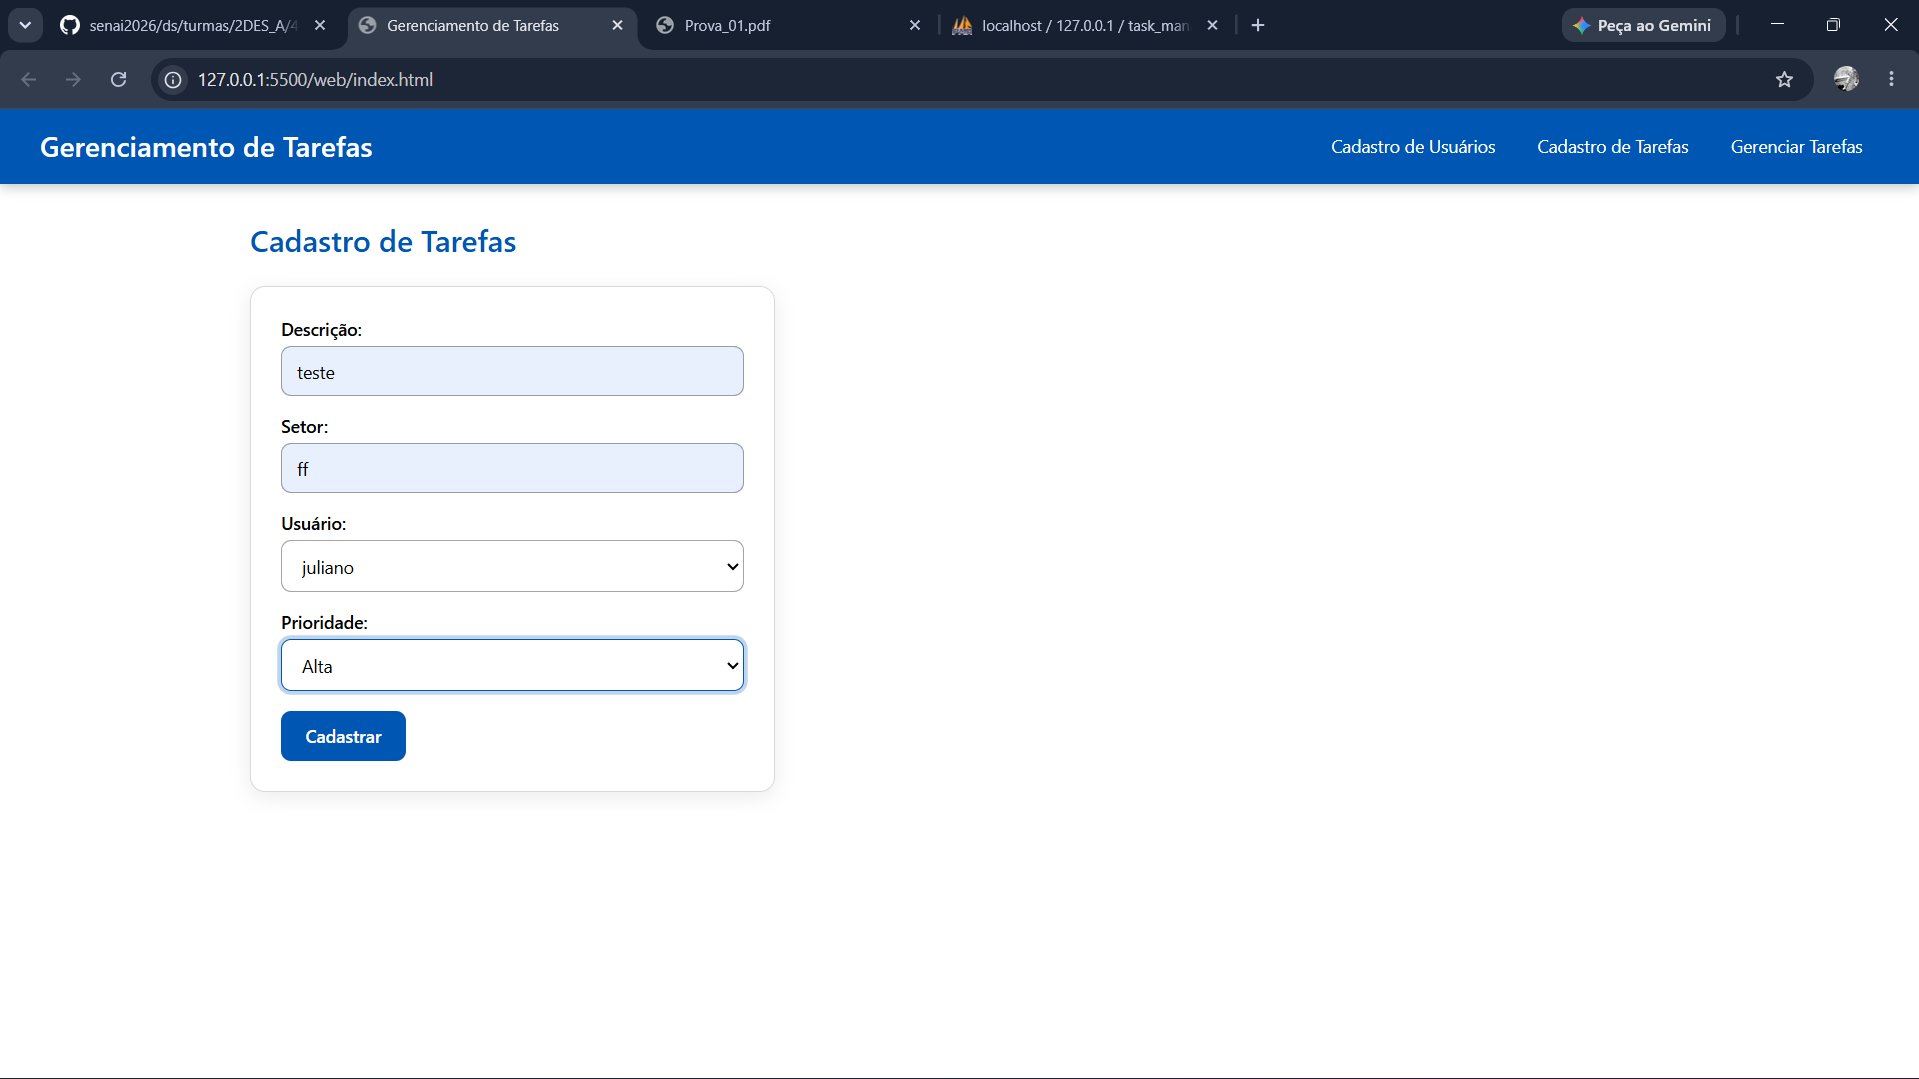 senai2026/ds/turmas/2DES_A/4
Gerenciamento de Tarefas
Prova_01.pdf
localhost / 127.0.0.1 / task_man
Peça ao Gemini
127.0.0.1:5500/web/index.html
Gerenciamento de Tarefas
Cadastro de Usuários
Cadastro de Tarefas
Gerenciar Tarefas
Cadastro de Tarefas
Descrição:
teste
Setor:
ff
Usuário:
juliano
Prioridade:
Alta
Cadastrar